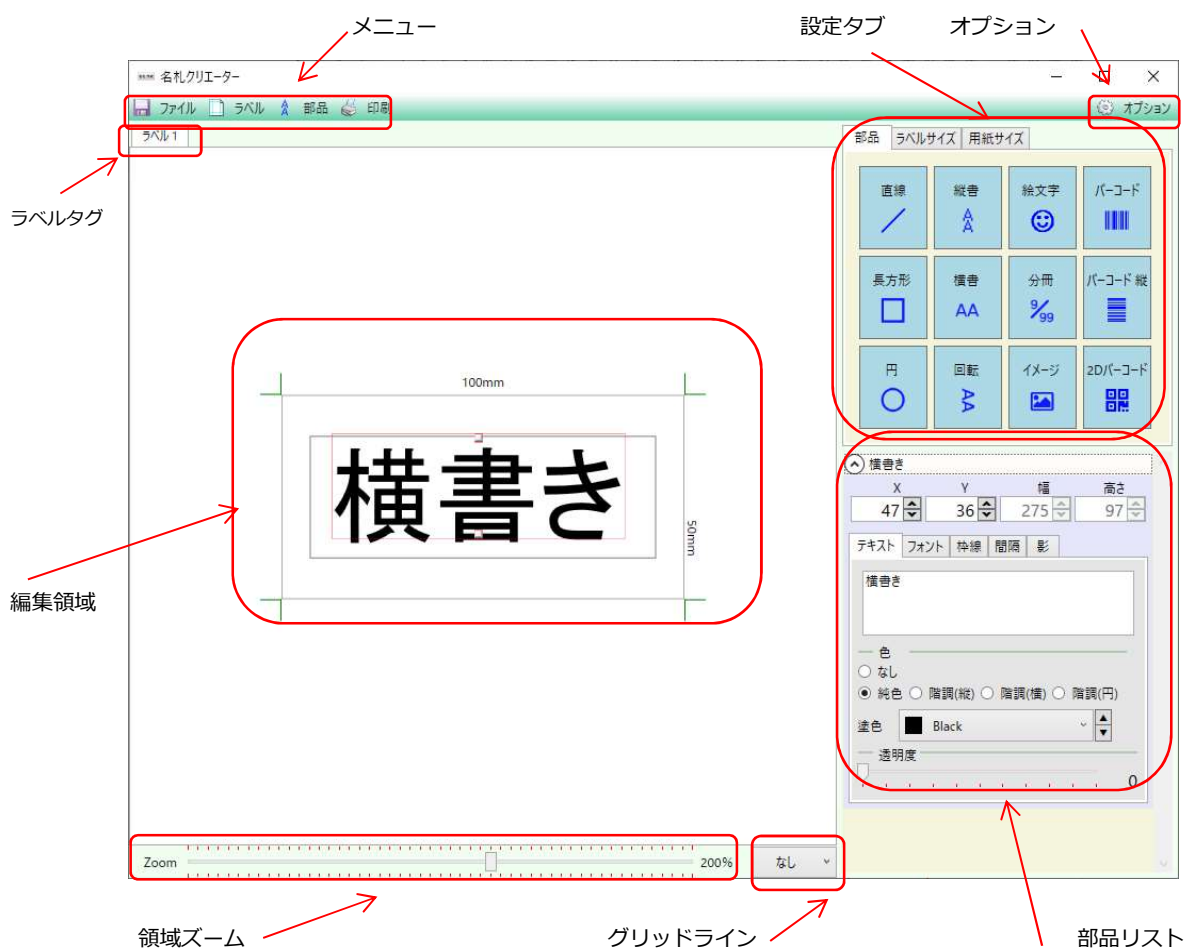 メニュー
設定タブ オプション
名札クリエーター
ファイル ラベル 部品 印刷 オプション
ラベル 1
部品 ラベルサイズ 用紙サイズ
直線 縦書 絵文字 バーコード
ラベルタグ
長方形 横書 分冊 バーコード 縦
AA 9/99
円 回転 イメージ 2Dバーコード
100mm
横書き
50mm
編集領域
横書き
X Y 幅 高さ
47 36 275 97
テキスト フォント 枠線 間隔 影
横書き
色
なし
純色 階調(縦) 階調(横) 階調(円)
塗色 Black
透明度
0
Zoom 200% なし
領域ズーム グリッドライン 部品リスト